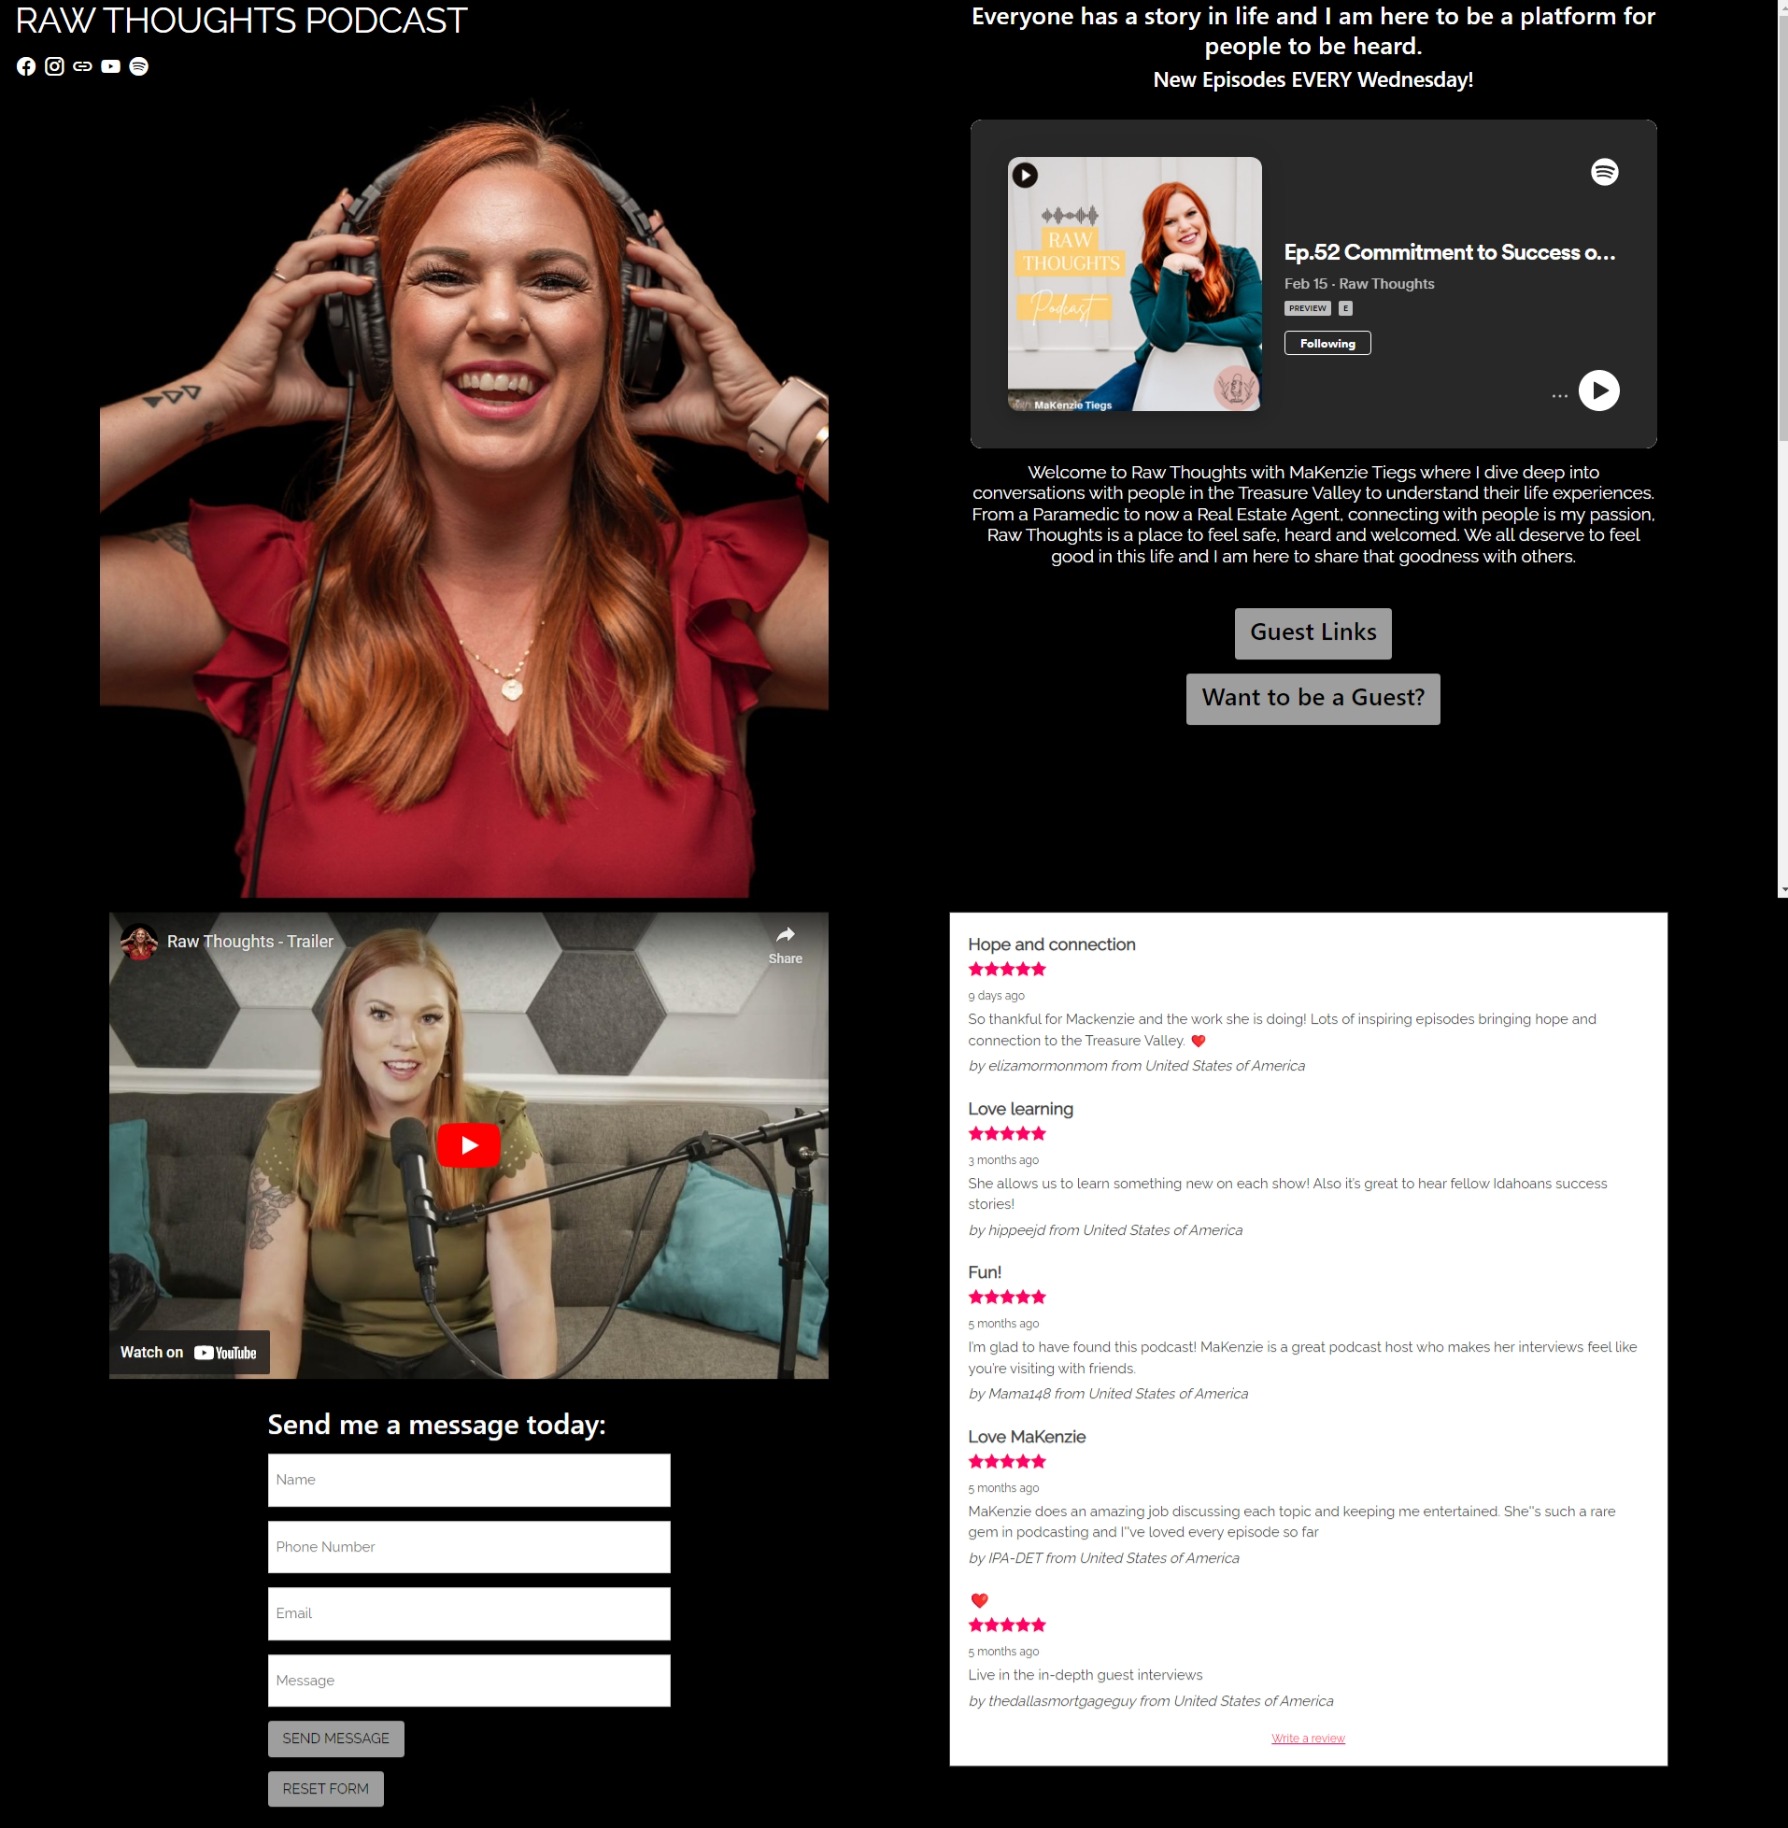 RAW THOUGHTS PODCAST
Everyone has a story in life and I am here to be a platform for
people to be heard.
New Episodes EVERY Wednesday!
RAW
THOUGHTS
Podcast
MaKenzie Tiegs
Ep.52 Commitment to Success o...
Feb 15 · Raw Thoughts
PREVIEW E
Following
Welcome to Raw Thoughts with MaKenzie Tiegs where I dive deep into
conversations with people in the Treasure Valley to understand their life experiences.
From a Paramedic to now a Real Estate Agent, connecting with people is my passion,
Raw Thoughts is a place to feel safe, heard and welcomed. We all deserve to feel
good in this life and I am here to share that goodness with others.
Guest Links
Want to be a Guest?
Raw Thoughts - Trailer
Share
Watch on YouTube
Send me a message today:
Name
Phone Number
Email
Message
SEND MESSAGE
RESET FORM
Hope and connection
9 days ago
So thankful for Mackenzie and the work she is doing! Lots of inspiring episodes bringing hope and
connection to the Treasure Valley. ❤️
by elizamormonmom from United States of America
Love learning
3 months ago
She allows us to learn something new on each show! Also it's great to hear fellow Idahoans success
stories!
by hippeejd from United States of America
Fun!
5 months ago
I'm glad to have found this podcast! MaKenzie is a great podcast host who makes her interviews feel like
you're visiting with friends.
by Mama148 from United States of America
Love MaKenzie
5 months ago
MaKenzie does an amazing job discussing each topic and keeping me entertained. She''s such a rare
gem in podcasting and I''ve loved every episode so far
by IPA-DET from United States of America
❤️
5 months ago
Live in the in-depth guest interviews
by thedallasmortgageguy from United States of America
Write a review